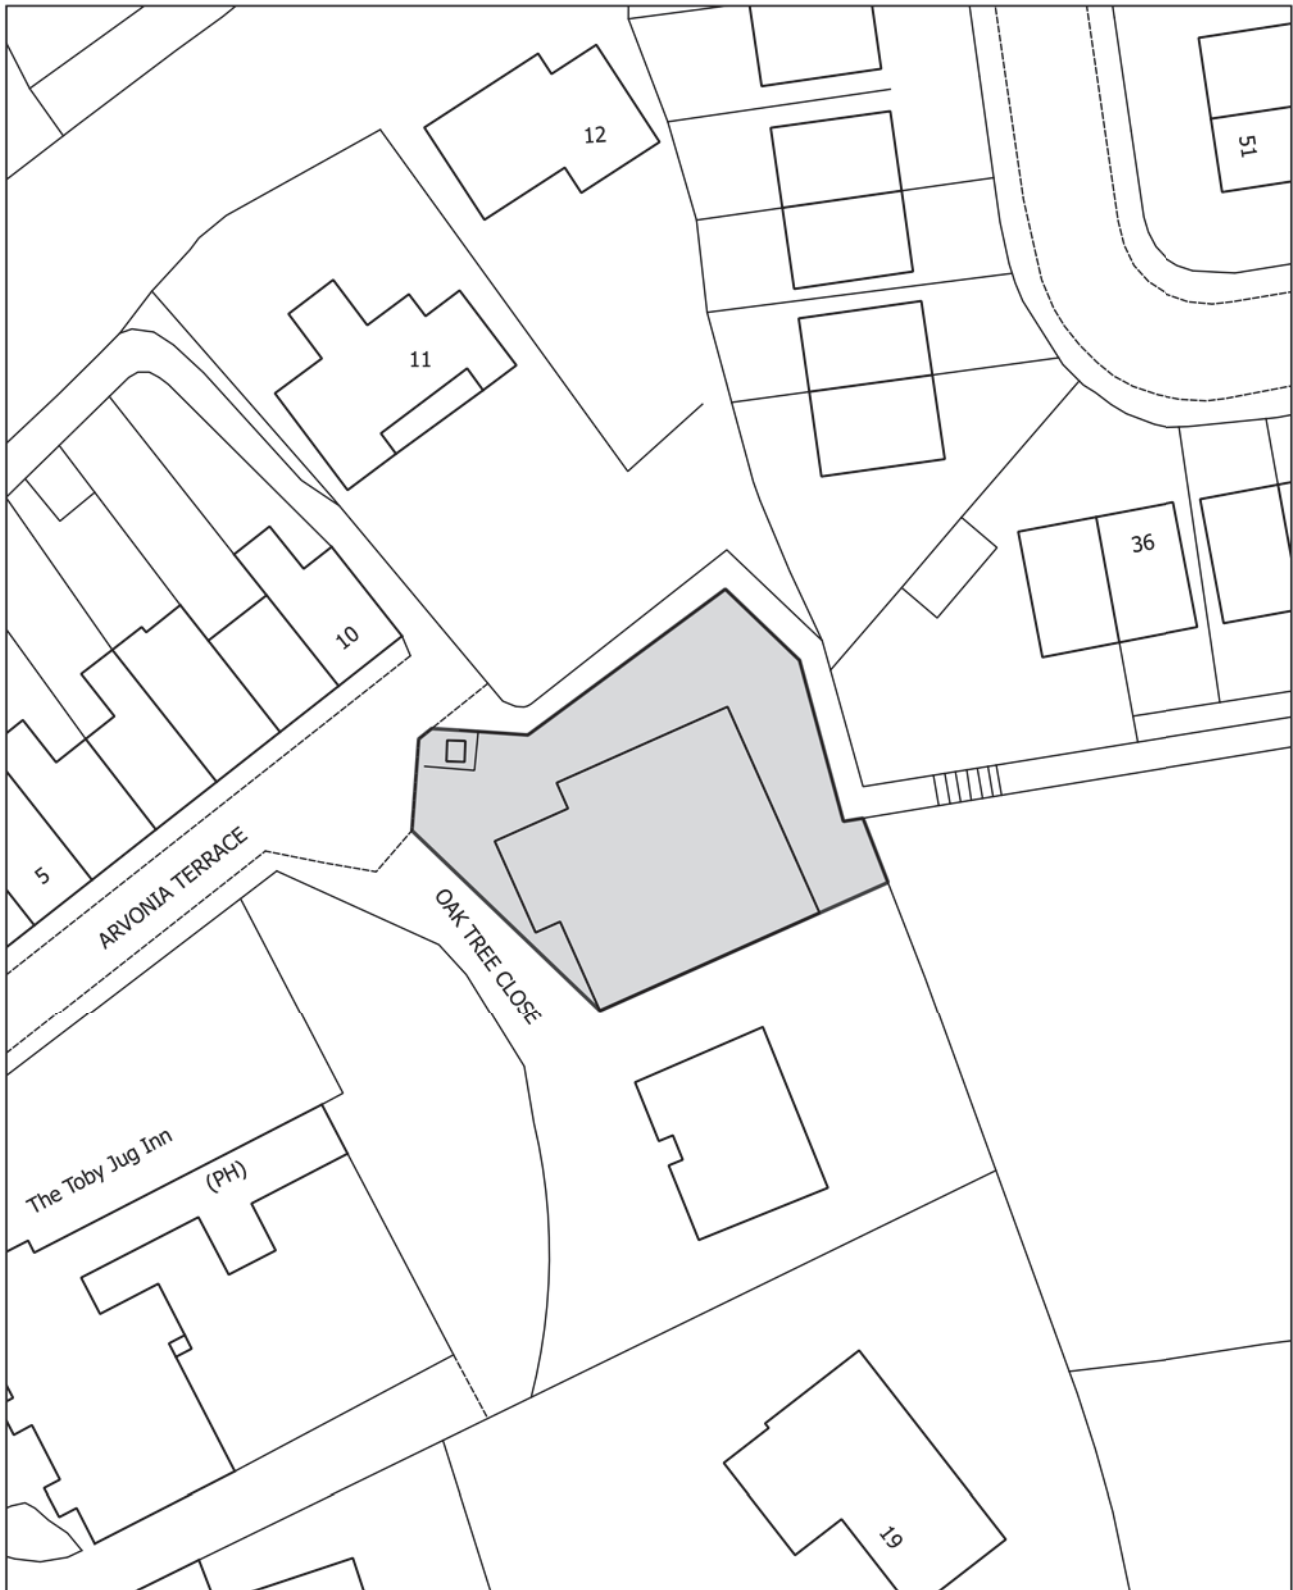 12
51
11
36
10
5
ARVONIA TERRACE
OAK TREE CLOSE
The Toby Jug Inn
(PH)
19